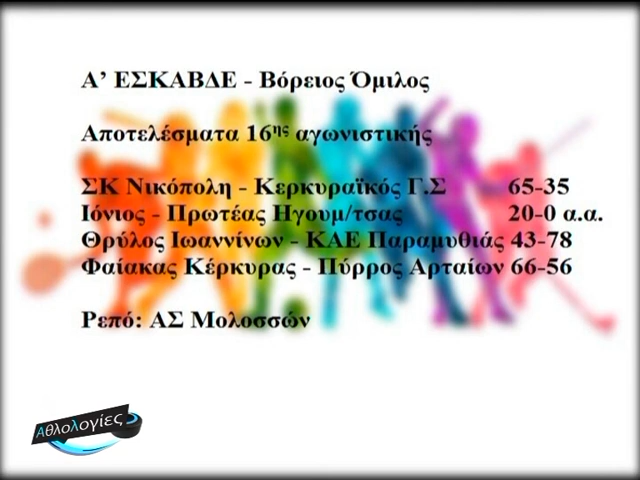 Α’ ΕΣΚΑΒΔΕ - Βόρειος Όμιλος
Αποτελέσματα 16ης αγωνιστικής
ΣΚ Νικόπολη - Κερκυραϊκός Γ.Σ 65-35
Ιόνιος - Πρωτέας Ηγουμ/τσας 20-0 α.α.
Θρύλος Ιωαννίνων - ΚΑΕ Παραμυθιάς 43-78
Φαίακας Κέρκυρας - Πύρρος Αρταίων 66-56
Ρεπό: ΑΣ Μολοσσών
Αθλολογίες